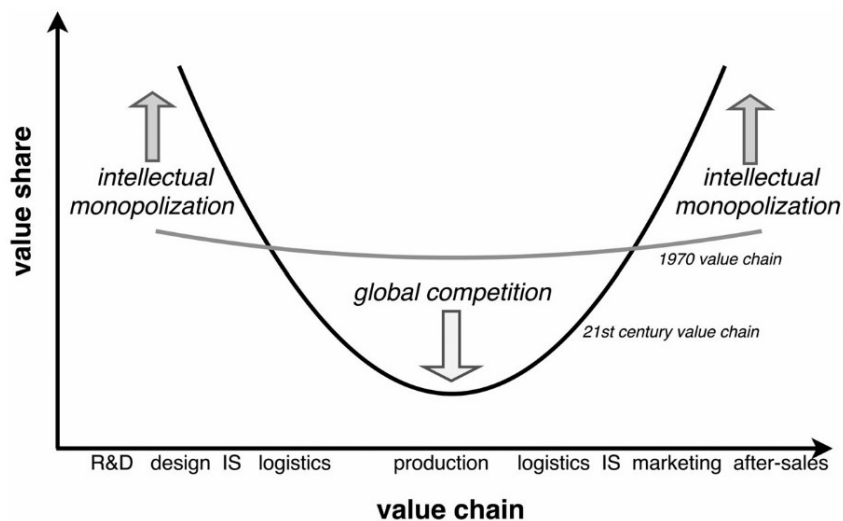 value share
intellectual
monopolization
intellectual
monopolization
1970 value chain
global competition
21st century value chain
R&D design IS logistics production logistics IS marketing after-sales
value chain